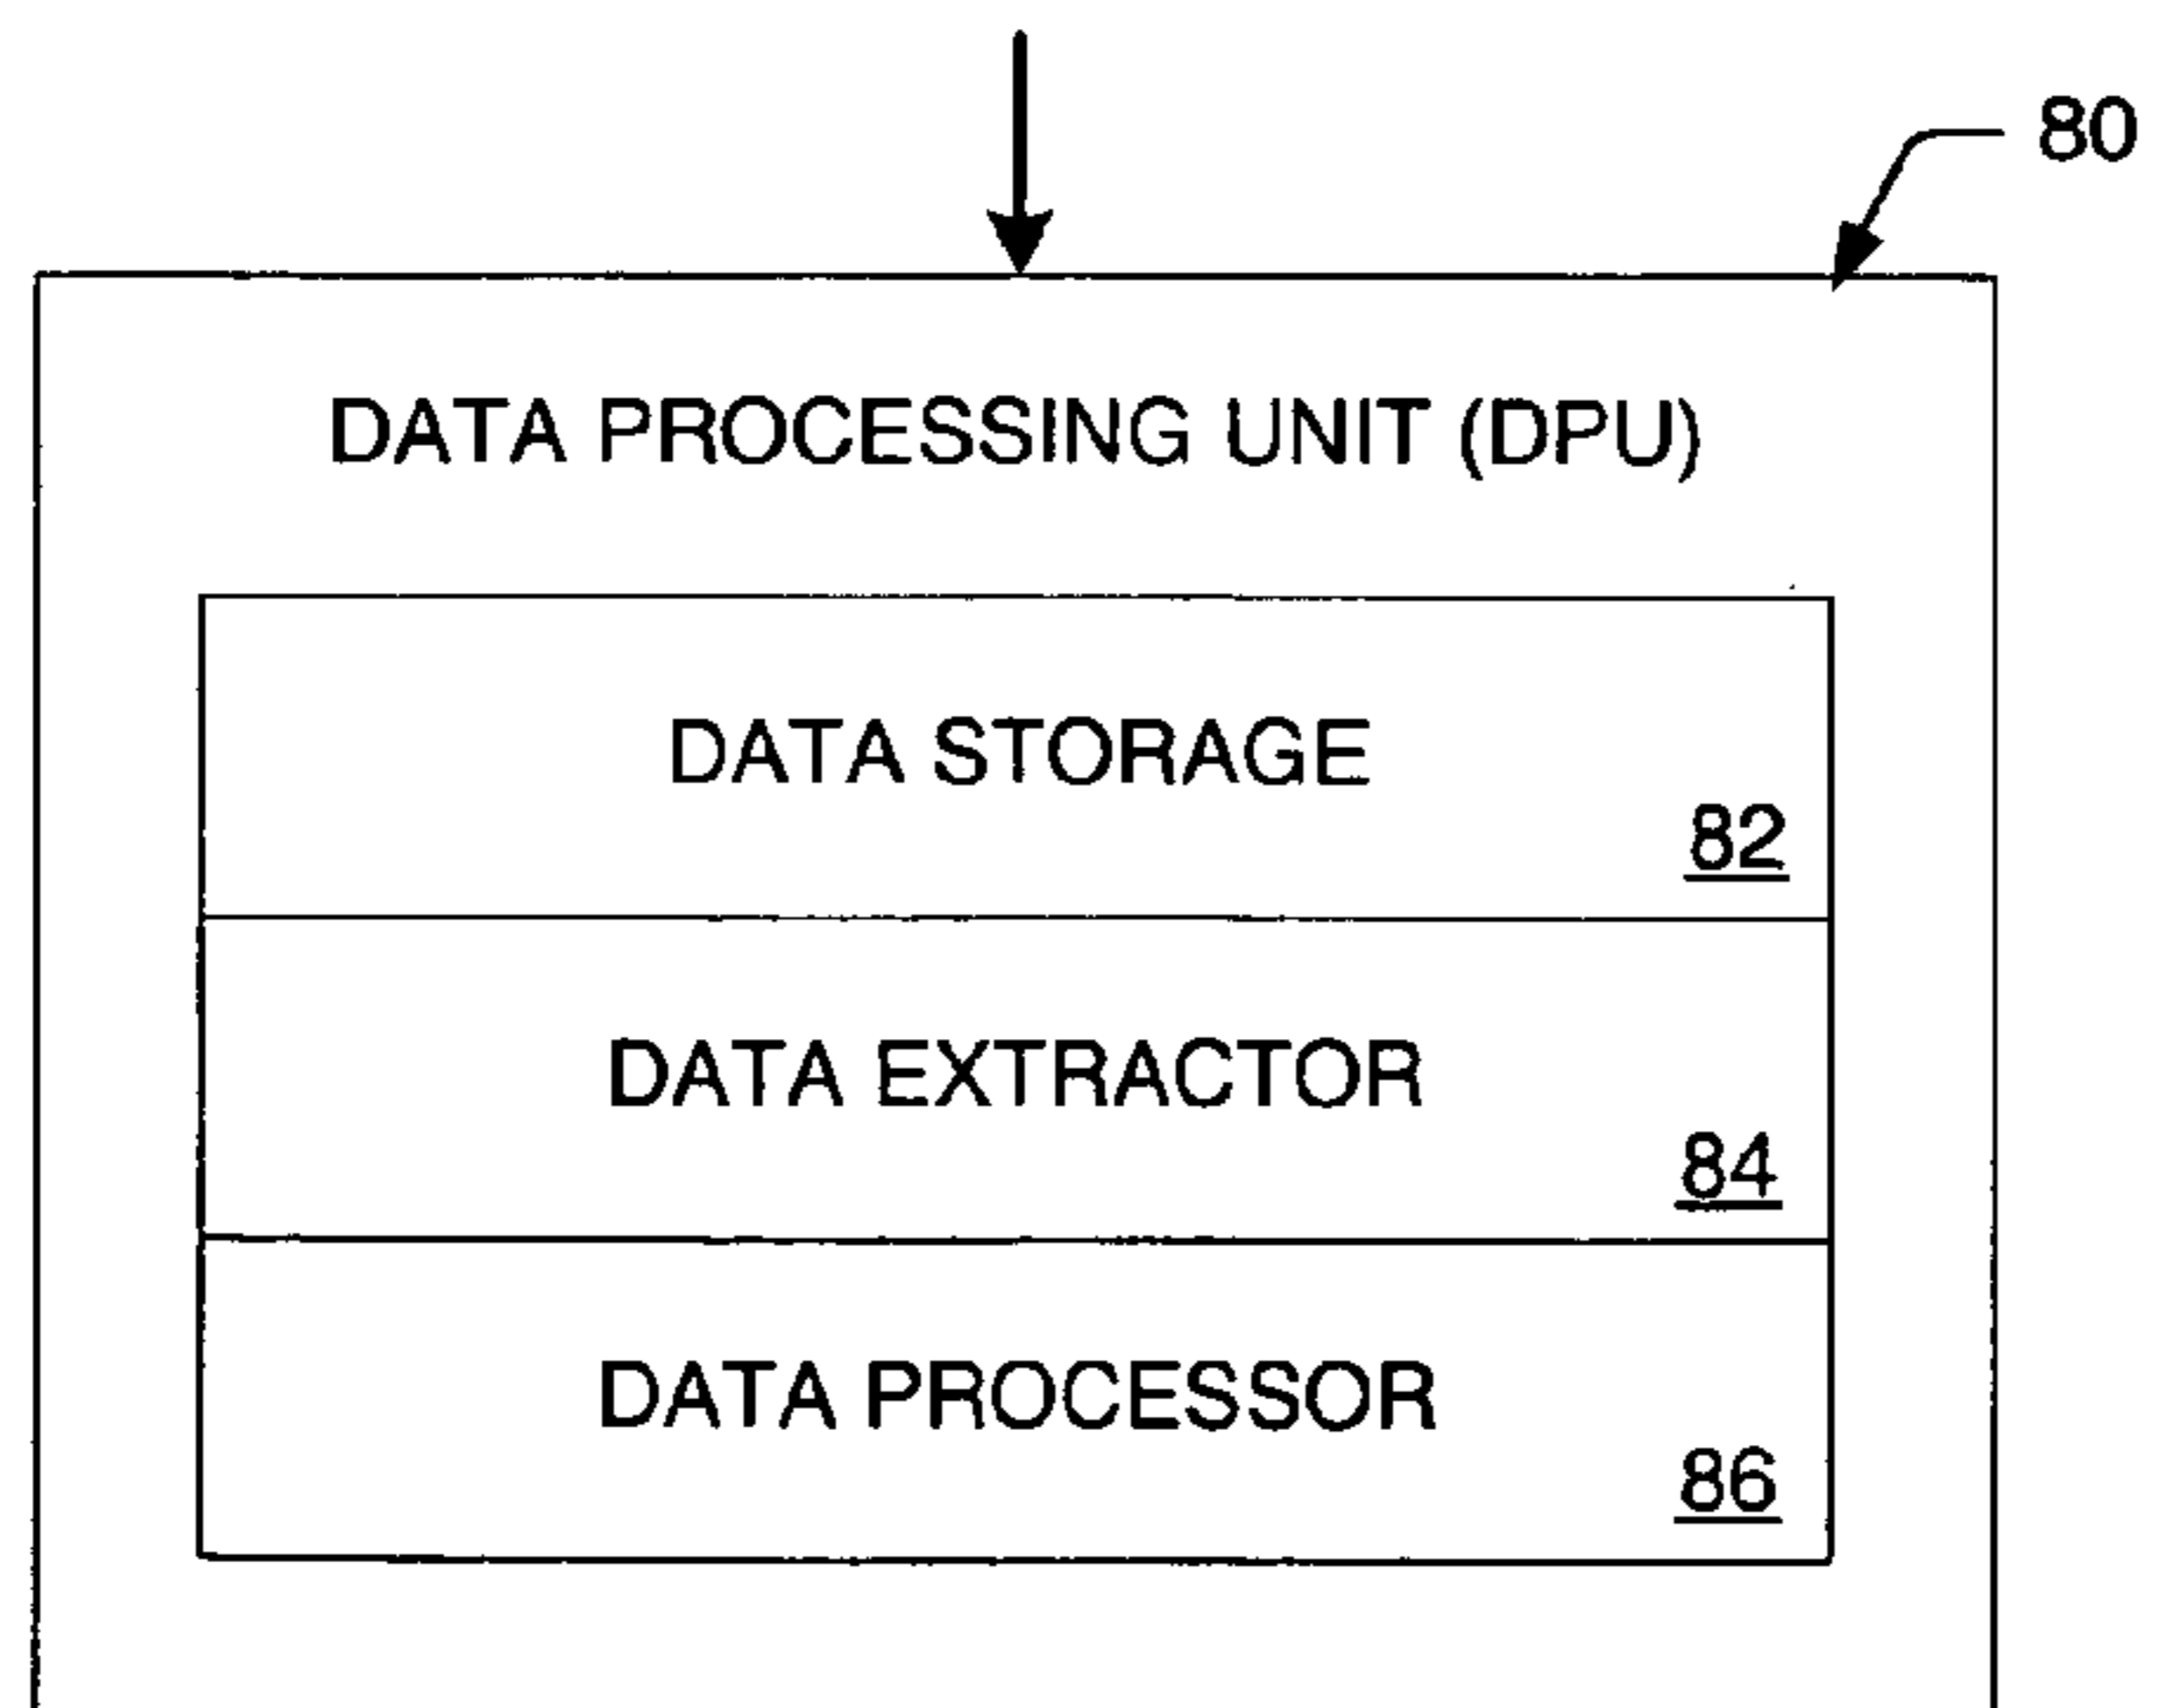 80
DATA PROCESSING UNIT (DPU)
DATA STORAGE
82
DATA EXTRACTOR
84
DATA PROCESSOR
86